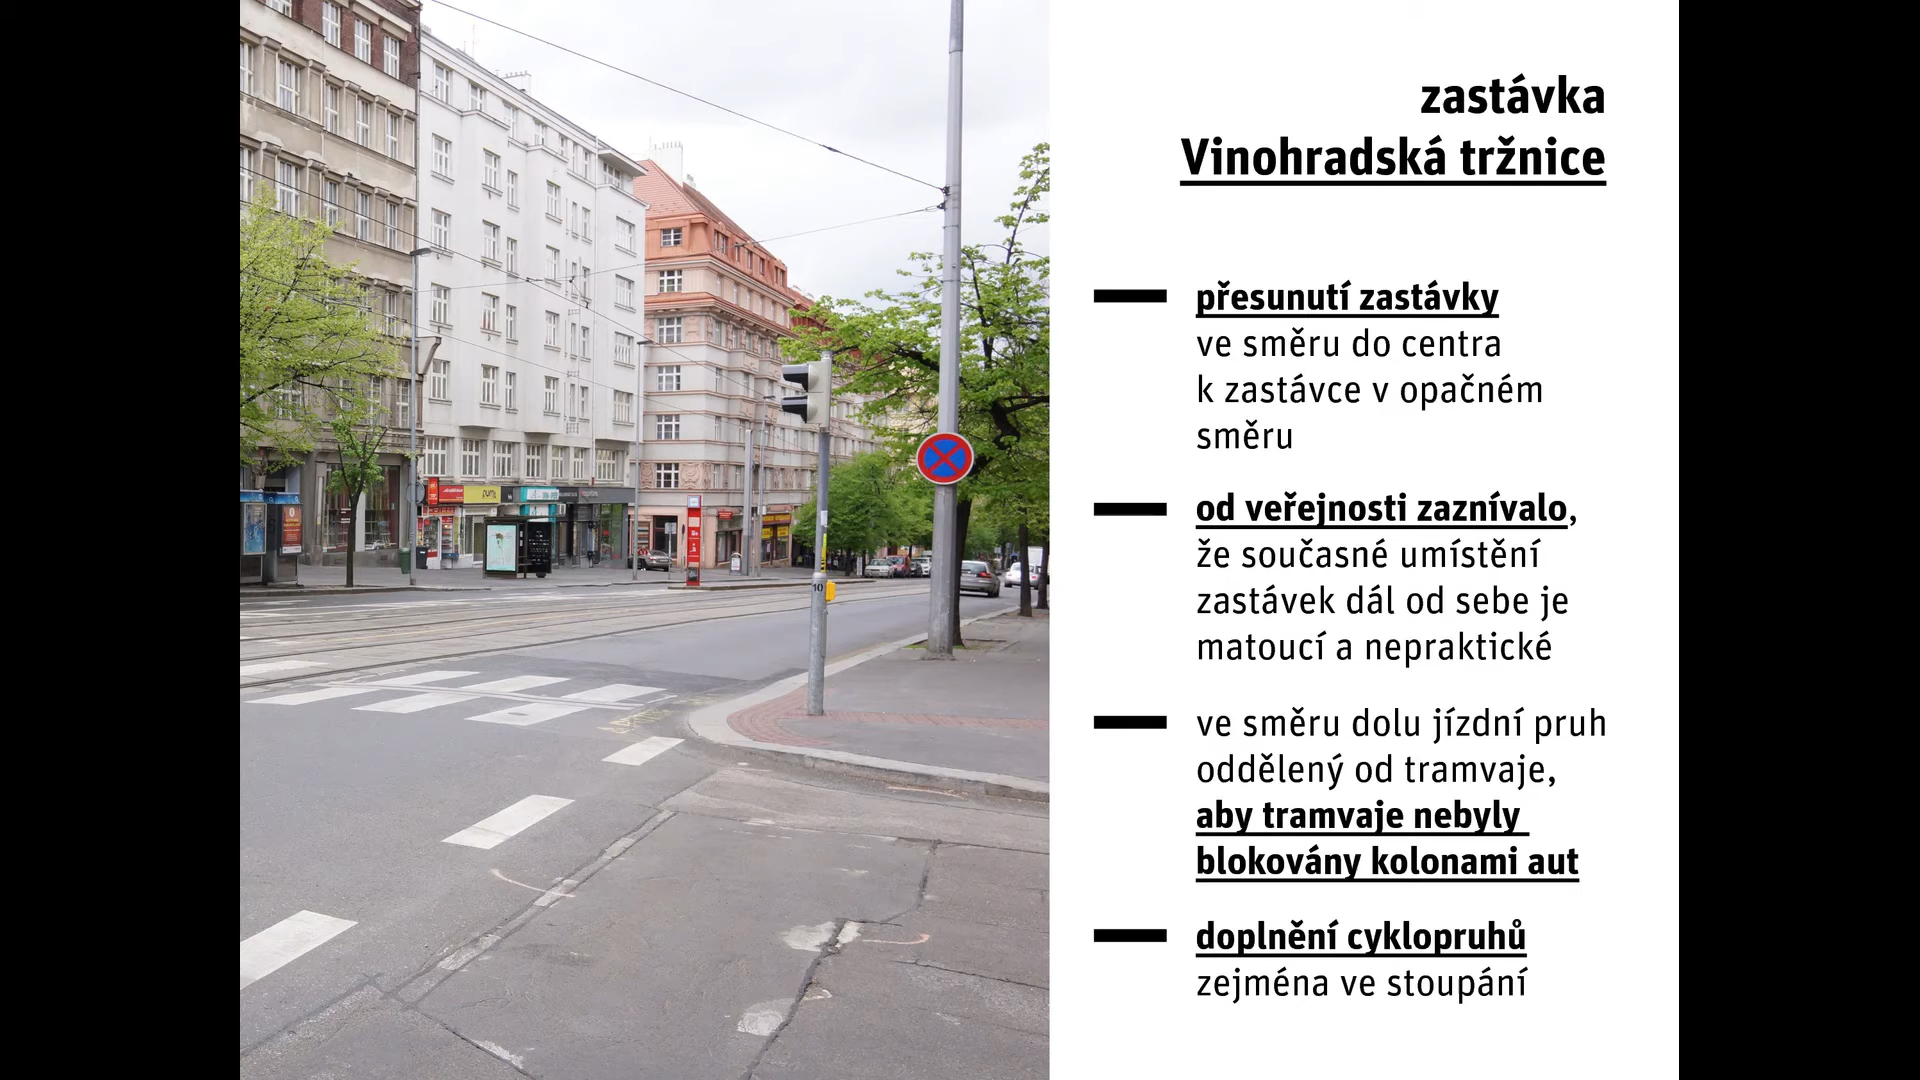 zastávka
Vinohradská tržnice
přesunutí zastávky
ve směru do centra
k zastávce v opačném
směru
od veřejnosti zaznívalo,
že současné umístění
zastávek dál od sebe je
matoucí a nepraktické
ve směru dolu jízdní pruh
oddělený od tramvaje,
aby tramvaje nebyly
blokovány kolonami aut
doplnění cyklopruhů
zejména ve stoupání
10